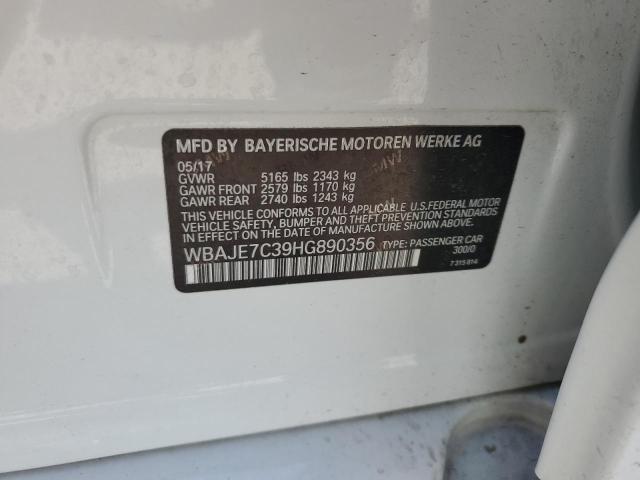 MFD BY BAYERISCHE MOTOREN WERKE AG
05/17
GVWR 5165 lbs 2343 kg
GAWR FRONT 2579 lbs 1170 kg
GAWR REAR 2740 lbs 1243 kg
THIS VEHICLE CONFORMS TO ALL APPLICABLE U.S.FEDERAL MOTOR
VEHICLE SAFETY, BUMPER, AND THEFT PREVENTION STANDARDS
IN EFFECT ON THE DATE OF MANUFACTURE SHOWN ABOVE.
WBAJE7C39HG890356 TYPE: PASSENGER CAR
300/0
7 315 814